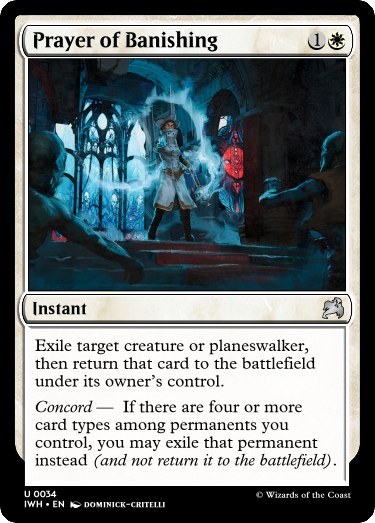 Prayer of Banishing 1
Instant
Exile target creature or planeswalker,
then return that card to the battlefield
under its owner's control.
Concord — If there are four or more
card types among permanents you
control, you may exile that permanent
instead (and not return it to the battlefield).
U 0034
IWH • EN DOMINICK-CRITELLI
© Wizards of the Coast